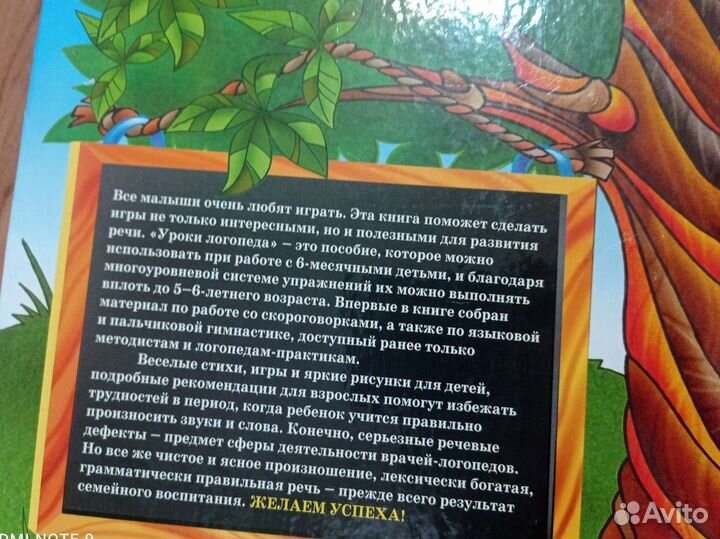 Все малыши очень любят играть. Эта книга поможет сделать
игры не только интересными, но и полезными для развития
речи. «Уроки логопеда» – это пособие, которое можно
использовать при работе с 6-месячными детьми, и благодаря
многоуровневой системе упражнений их можно выполнять
вплоть до 5–6-летнего возраста. Впервые в книге собран
материал по работе со скороговорками, а также по языковой
и пальчиковой гимнастике, доступный ранее только
методистам и логопедам-практикам.
Веселые стихи, игры и яркие рисунки для детей,
подробные рекомендации для взрослых помогут избежать
трудностей в период, когда ребенок учится правильно
произносить звуки и слова. Конечно, серьезные речевые
дефекты – предмет сферы деятельности врачей-логопедов.
Но все же чистое и ясное произношение, лексически богатая,
грамматически правильная речь – прежде всего результат
семейного воспитания. ЖЕЛАЕМ УСПЕХА!
Avito